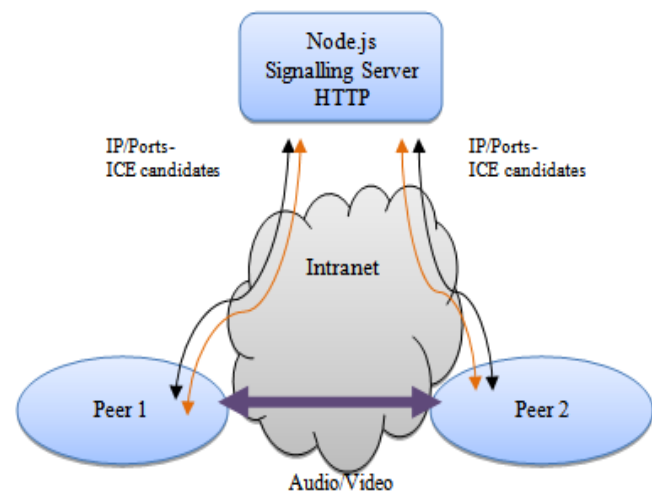 Node.js
Signalling Server
HTTP
IP/Ports-
ICE candidates
IP/Ports-
ICE candidates
Intranet
Peer 1
Peer 2
Audio/Video